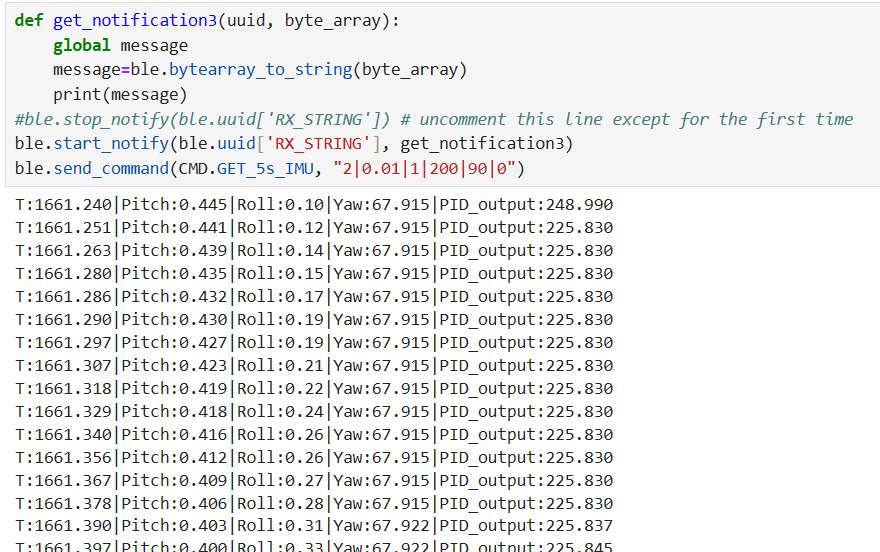 def get_notification3(uuid, byte_array):
    global message
    message=ble.bytearray_to_string(byte_array)
    print(message)
#ble.stop_notify(ble.uuid['RX_STRING']) # uncomment this line except for the first time
ble.start_notify(ble.uuid['RX_STRING'], get_notification3)
ble.send_command(CMD.GET_5s_IMU, "2|0.01|1|200|90|0")
T:1661.240|Pitch:0.445|Roll:0.10|Yaw:67.915|PID_output:248.990
T:1661.251|Pitch:0.441|Roll:0.12|Yaw:67.915|PID_output:225.830
T:1661.263|Pitch:0.439|Roll:0.14|Yaw:67.915|PID_output:225.830
T:1661.280|Pitch:0.435|Roll:0.15|Yaw:67.915|PID_output:225.830
T:1661.286|Pitch:0.432|Roll:0.17|Yaw:67.915|PID_output:225.830
T:1661.290|Pitch:0.430|Roll:0.19|Yaw:67.915|PID_output:225.830
T:1661.297|Pitch:0.427|Roll:0.19|Yaw:67.915|PID_output:225.830
T:1661.307|Pitch:0.423|Roll:0.21|Yaw:67.915|PID_output:225.830
T:1661.318|Pitch:0.419|Roll:0.22|Yaw:67.915|PID_output:225.830
T:1661.329|Pitch:0.418|Roll:0.24|Yaw:67.915|PID_output:225.830
T:1661.340|Pitch:0.416|Roll:0.26|Yaw:67.915|PID_output:225.830
T:1661.356|Pitch:0.412|Roll:0.26|Yaw:67.915|PID_output:225.830
T:1661.367|Pitch:0.409|Roll:0.27|Yaw:67.915|PID_output:225.830
T:1661.378|Pitch:0.406|Roll:0.28|Yaw:67.915|PID_output:225.830
T:1661.390|Pitch:0.403|Roll:0.31|Yaw:67.922|PID_output:225.837
T:1661.397|Pitch:0.400|Roll:0.33|Yaw:67.922|PID_output:225.845